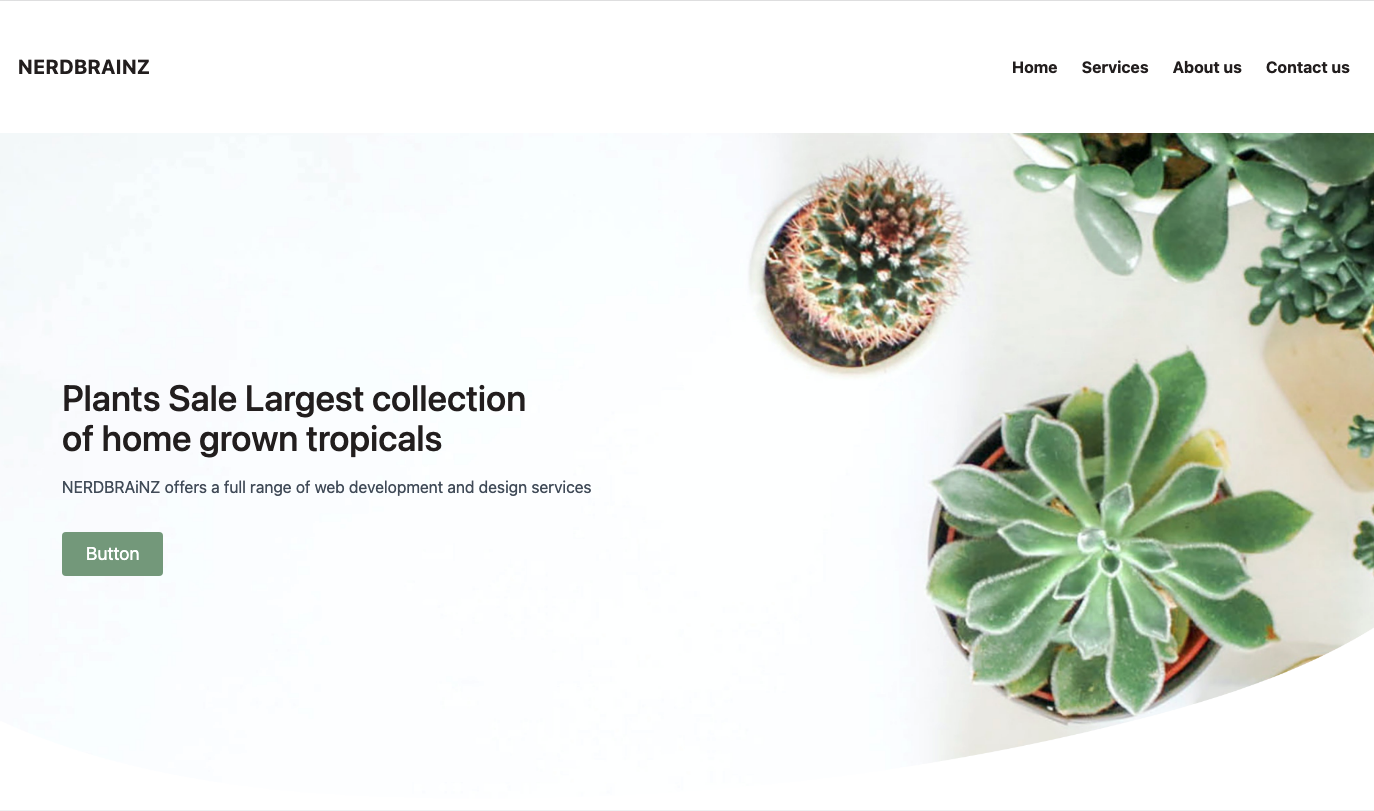 NERDBRAINZ
Home Services About us Contact us
Plants Sale Largest collection
of home grown tropicals
NERDBRAiNZ offers a full range of web development and design services
Button